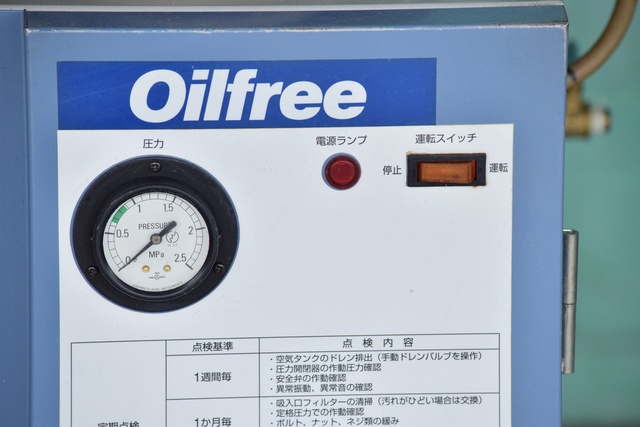 Oilfree
圧力
電源ランプ
運転スイッチ
停止
運転
0
0.5
1
1.5
2
2.5
PRESSURE
MPa
点検基準
点検内容
定期点検
1週間毎
・空気タンクのドレン排出（手動ドレンバルブを操作）
・圧力開閉器の作動圧力確認
・安全弁の作動確認
・異常振動、異常音の確認
1か月毎
・吸入口フィルターの清掃（汚れがひどい場合は交換）
・定格圧力での作動確認
・ボルト、ナット、ネジ類の緩み